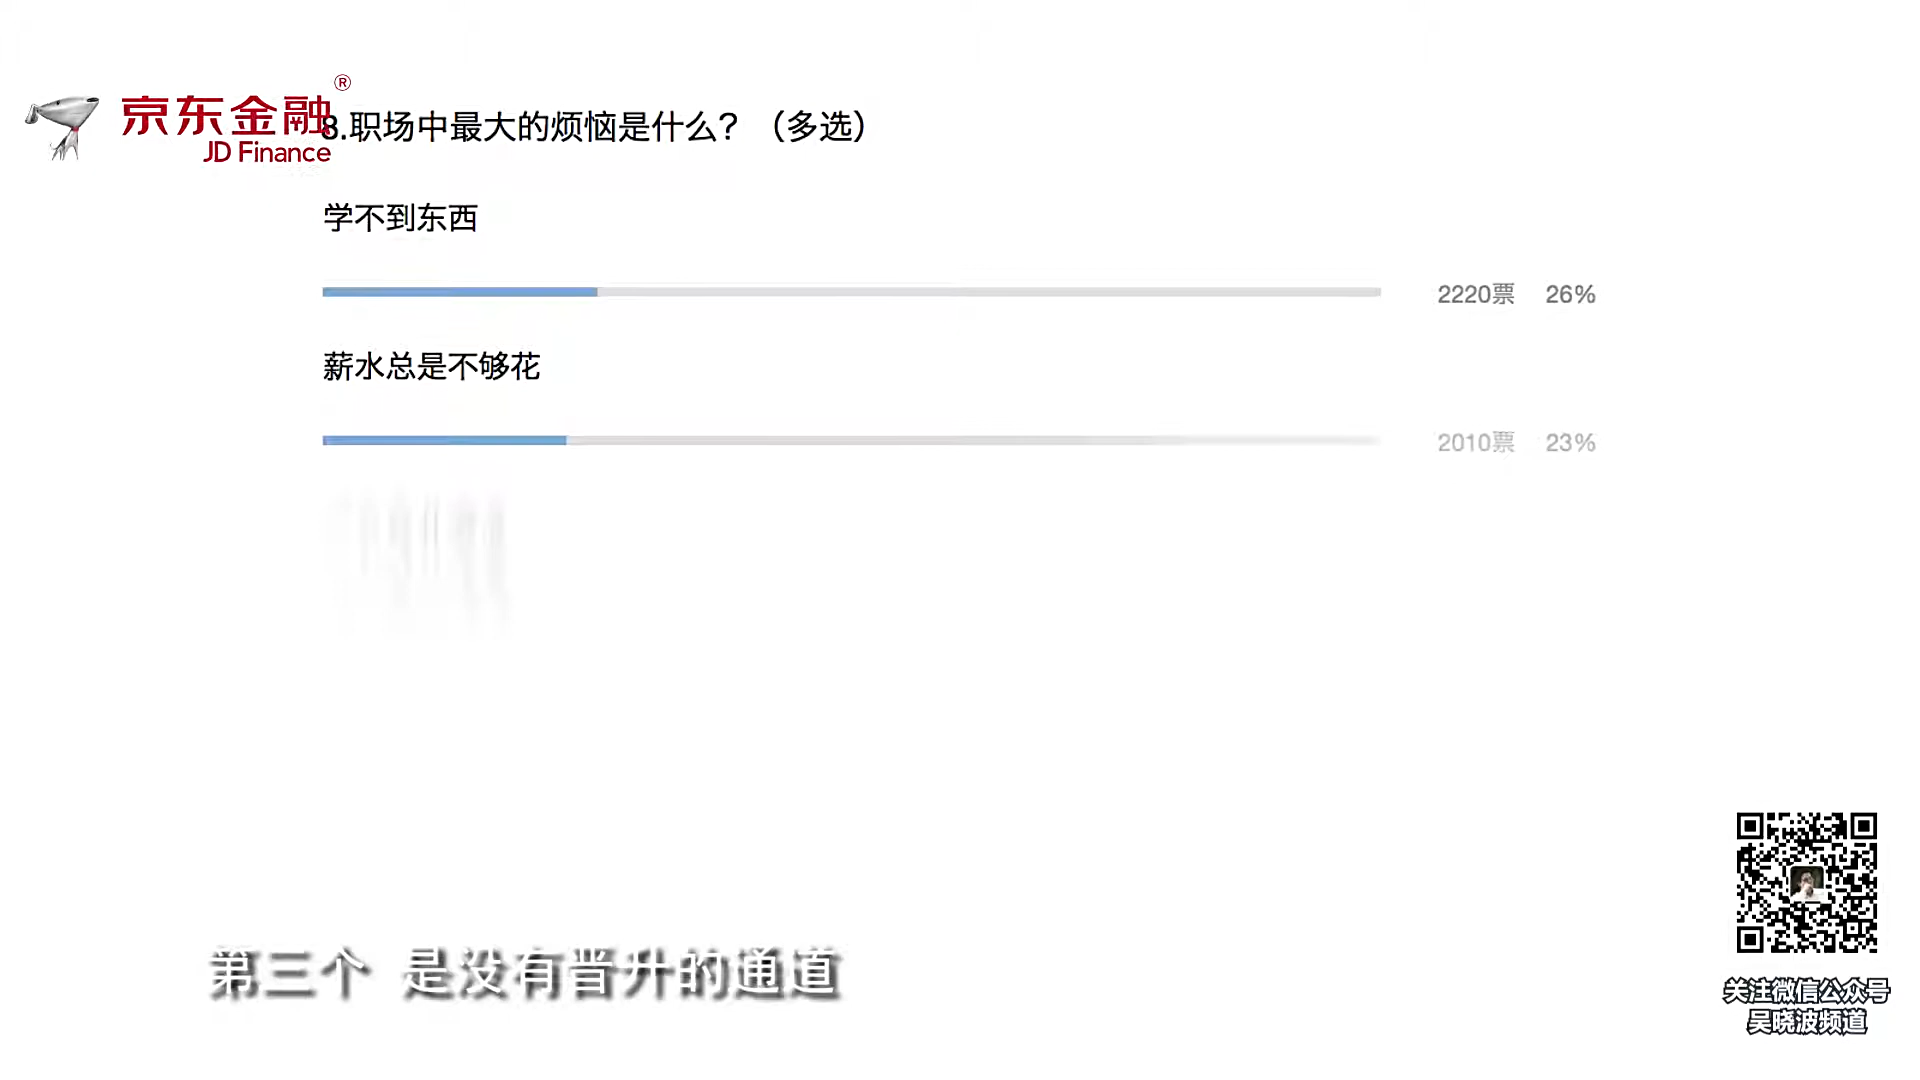 京东金融®
JD Finance
8.职场中最大的烦恼是什么？（多选）
学不到东西
2220票 26%
薪水总是不够花
2010票 23%
第三个 是没有晋升的通道
关注微信公众号
吴晓波频道